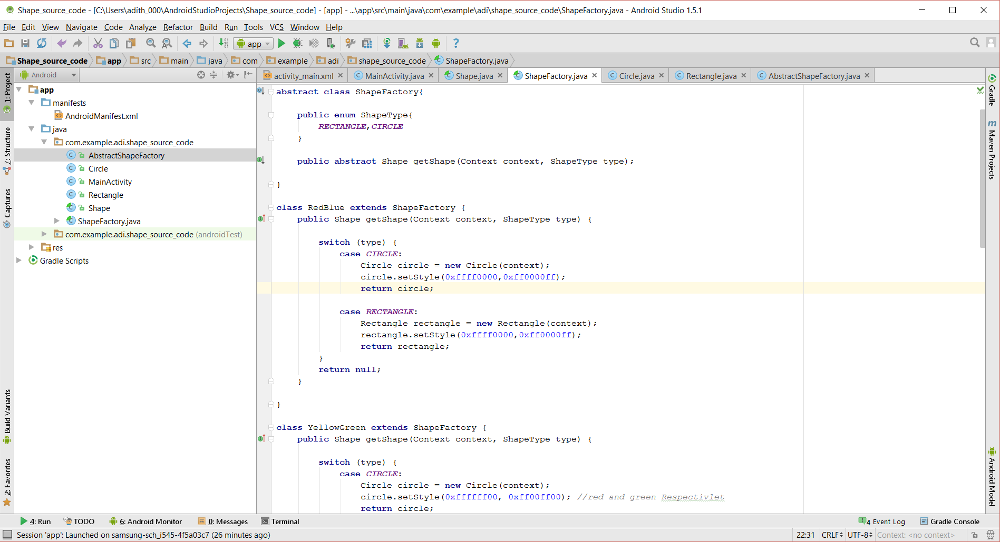 Shape_source_code - [C:\Users\adith_000\AndroidStudioProjects\Shape_source_code] - [app] - ...\app\src\main\java\com\example\adi\shape_source_code\ShapeFactory.java - Android Studio 1.5.1
File Edit View Navigate Code Analyze Refactor Build Run Tools VCS Window Help
app
Shape_source_code app src main java com example adi shape_source_code ShapeFactory.java
Android
activity_main.xml MainActivity.java Shape.java ShapeFactory.java Circle.java Rectangle.java AbstractShapeFactory.java
1: Project
7: Structure
Captures
Build Variants
2: Favorites
app
manifests
AndroidManifest.xml
java
com.example.adi.shape_source_code
AbstractShapeFactory
Circle
MainActivity
Rectangle
Shape
ShapeFactory.java
com.example.adi.shape_source_code (androidTest)
res
Gradle Scripts
abstract class ShapeFactory{
public enum ShapeType{
RECTANGLE,CIRCLE
}
public abstract Shape getShape(Context context, ShapeType type);
}
class RedBlue extends ShapeFactory {
public Shape getShape(Context context, ShapeType type) {
switch (type) {
case CIRCLE:
Circle circle = new Circle(context);
circle.setStyle(0xffff0000,0xff0000ff);
return circle;
case RECTANGLE:
Rectangle rectangle = new Rectangle(context);
rectangle.setStyle(0xffff0000,0xff0000ff);
return rectangle;
}
return null;
}
}
class YellowGreen extends ShapeFactory {
public Shape getShape(Context context, ShapeType type) {
switch (type) {
case CIRCLE:
Circle circle = new Circle(context);
circle.setStyle(0xffffff00, 0xff00ff00); //red and green Respectivlet
return circle;
Gradle
Maven Projects
Android Model
4: Run TODO 6: Android Monitor 0: Messages Terminal 4 Event Log Gradle Console
Session 'app': Launched on samsung-sch_i545-4f5a03c7 (26 minutes ago) 22:31 CRLF UTF-8 Context: <no context>